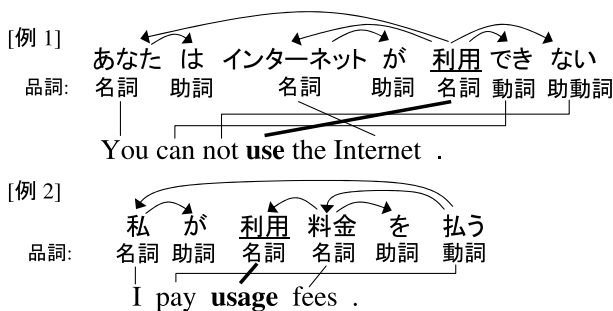 [例 1]
あなた は インターネット が 利用 でき ない
品詞: 名詞 助詞 名詞 助詞 名詞 動詞 助動詞
You can not use the Internet .
[例 2]
私 が 利用 料金 を 払う
品詞: 名詞 助詞 名詞 名詞 助詞 動詞
I pay usage fees .